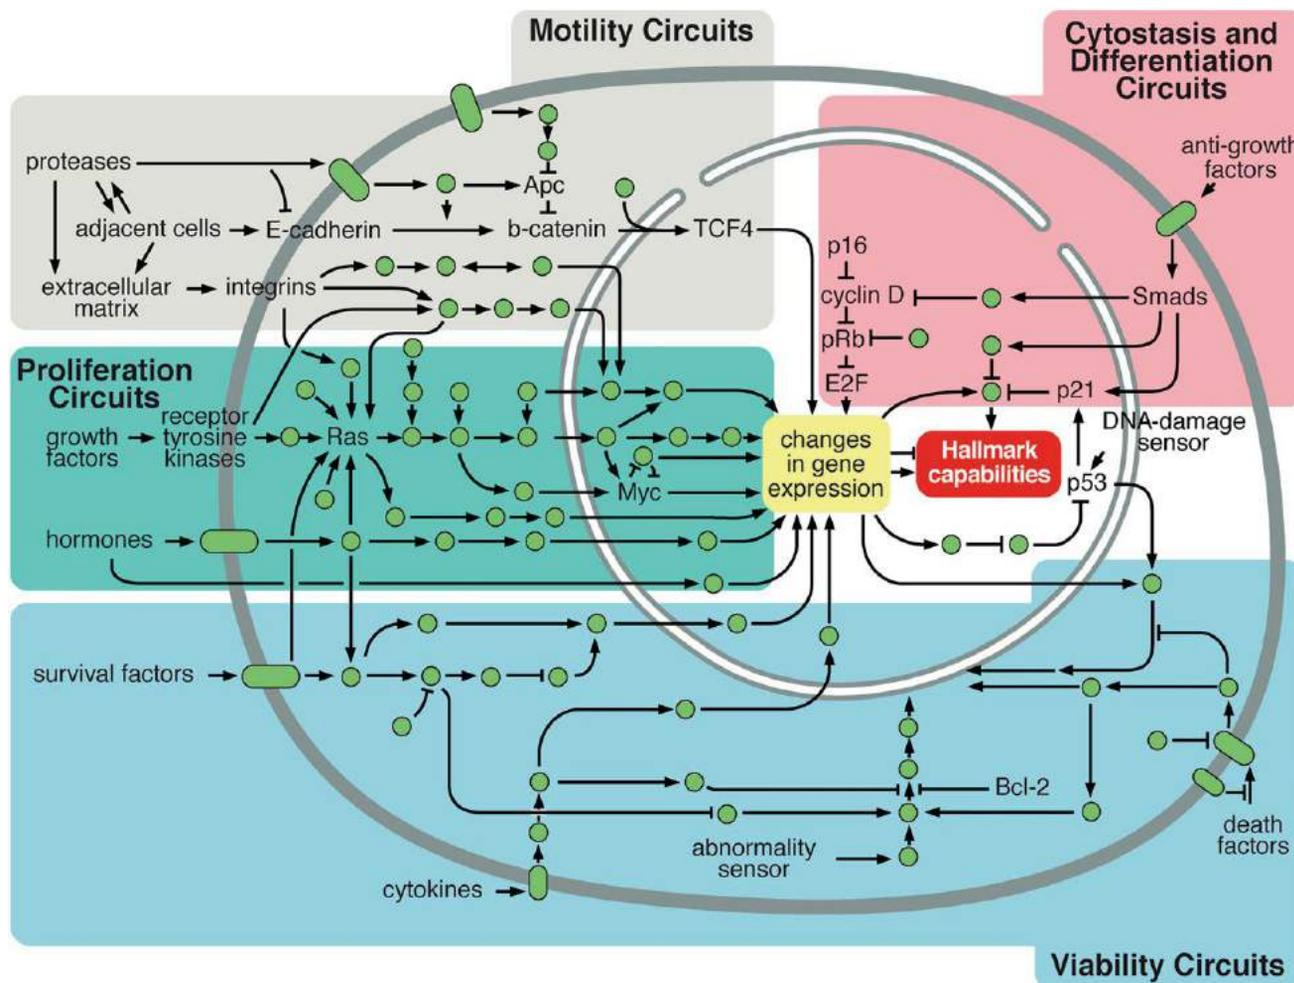 Motility Circuits
Cytostasis and
Differentiation
Circuits
proteases
adjacent cells
extracellular
matrix
E-cadherin
integrins
Apc
b-catenin
TCF4
anti-growth
factors
p16
cyclin D
pRb
E2F
Smads
p21
DNA-damage
sensor
p53
Proliferation
Circuits
growth
factors
receptor
tyrosine
kinases
Ras
Myc
hormones
changes
in gene
expression
Hallmark
capabilities
survival factors
cytokines
abnormality
sensor
Bcl-2
death
factors
Viability Circuits